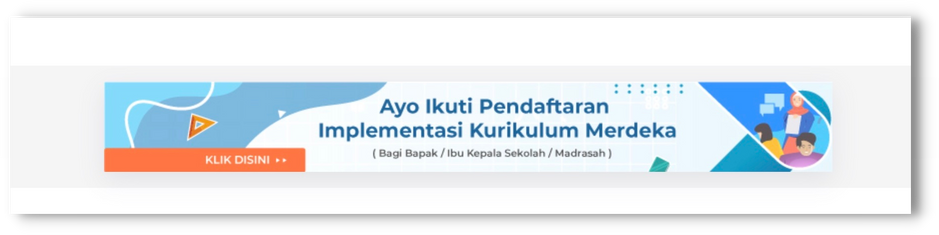 Ayo Ikuti Pendaftaran
Implementasi Kurikulum Merdeka
( Bagi Bapak / Ibu Kepala Sekolah / Madrasah )
KLIK DISINI